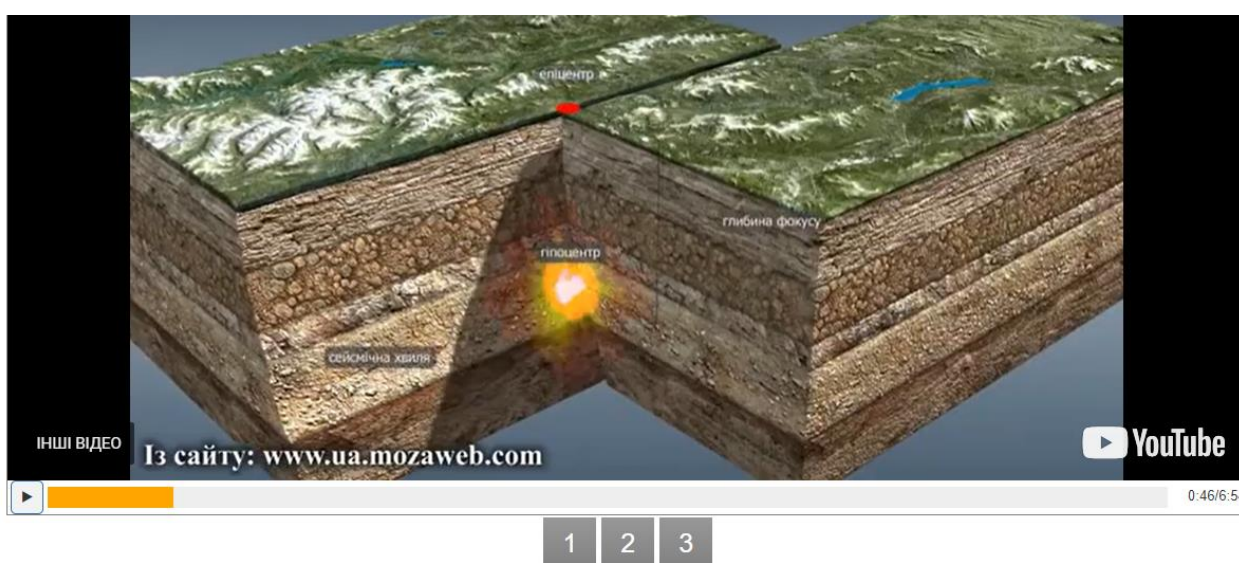 епіцентр
глибина фокусу
гіпоцентр
сейсмічна хвиля
ІНШІ ВІДЕО
Із сайту: www.ua.mozaweb.com
YouTube
0:46/6:5
1 2 3